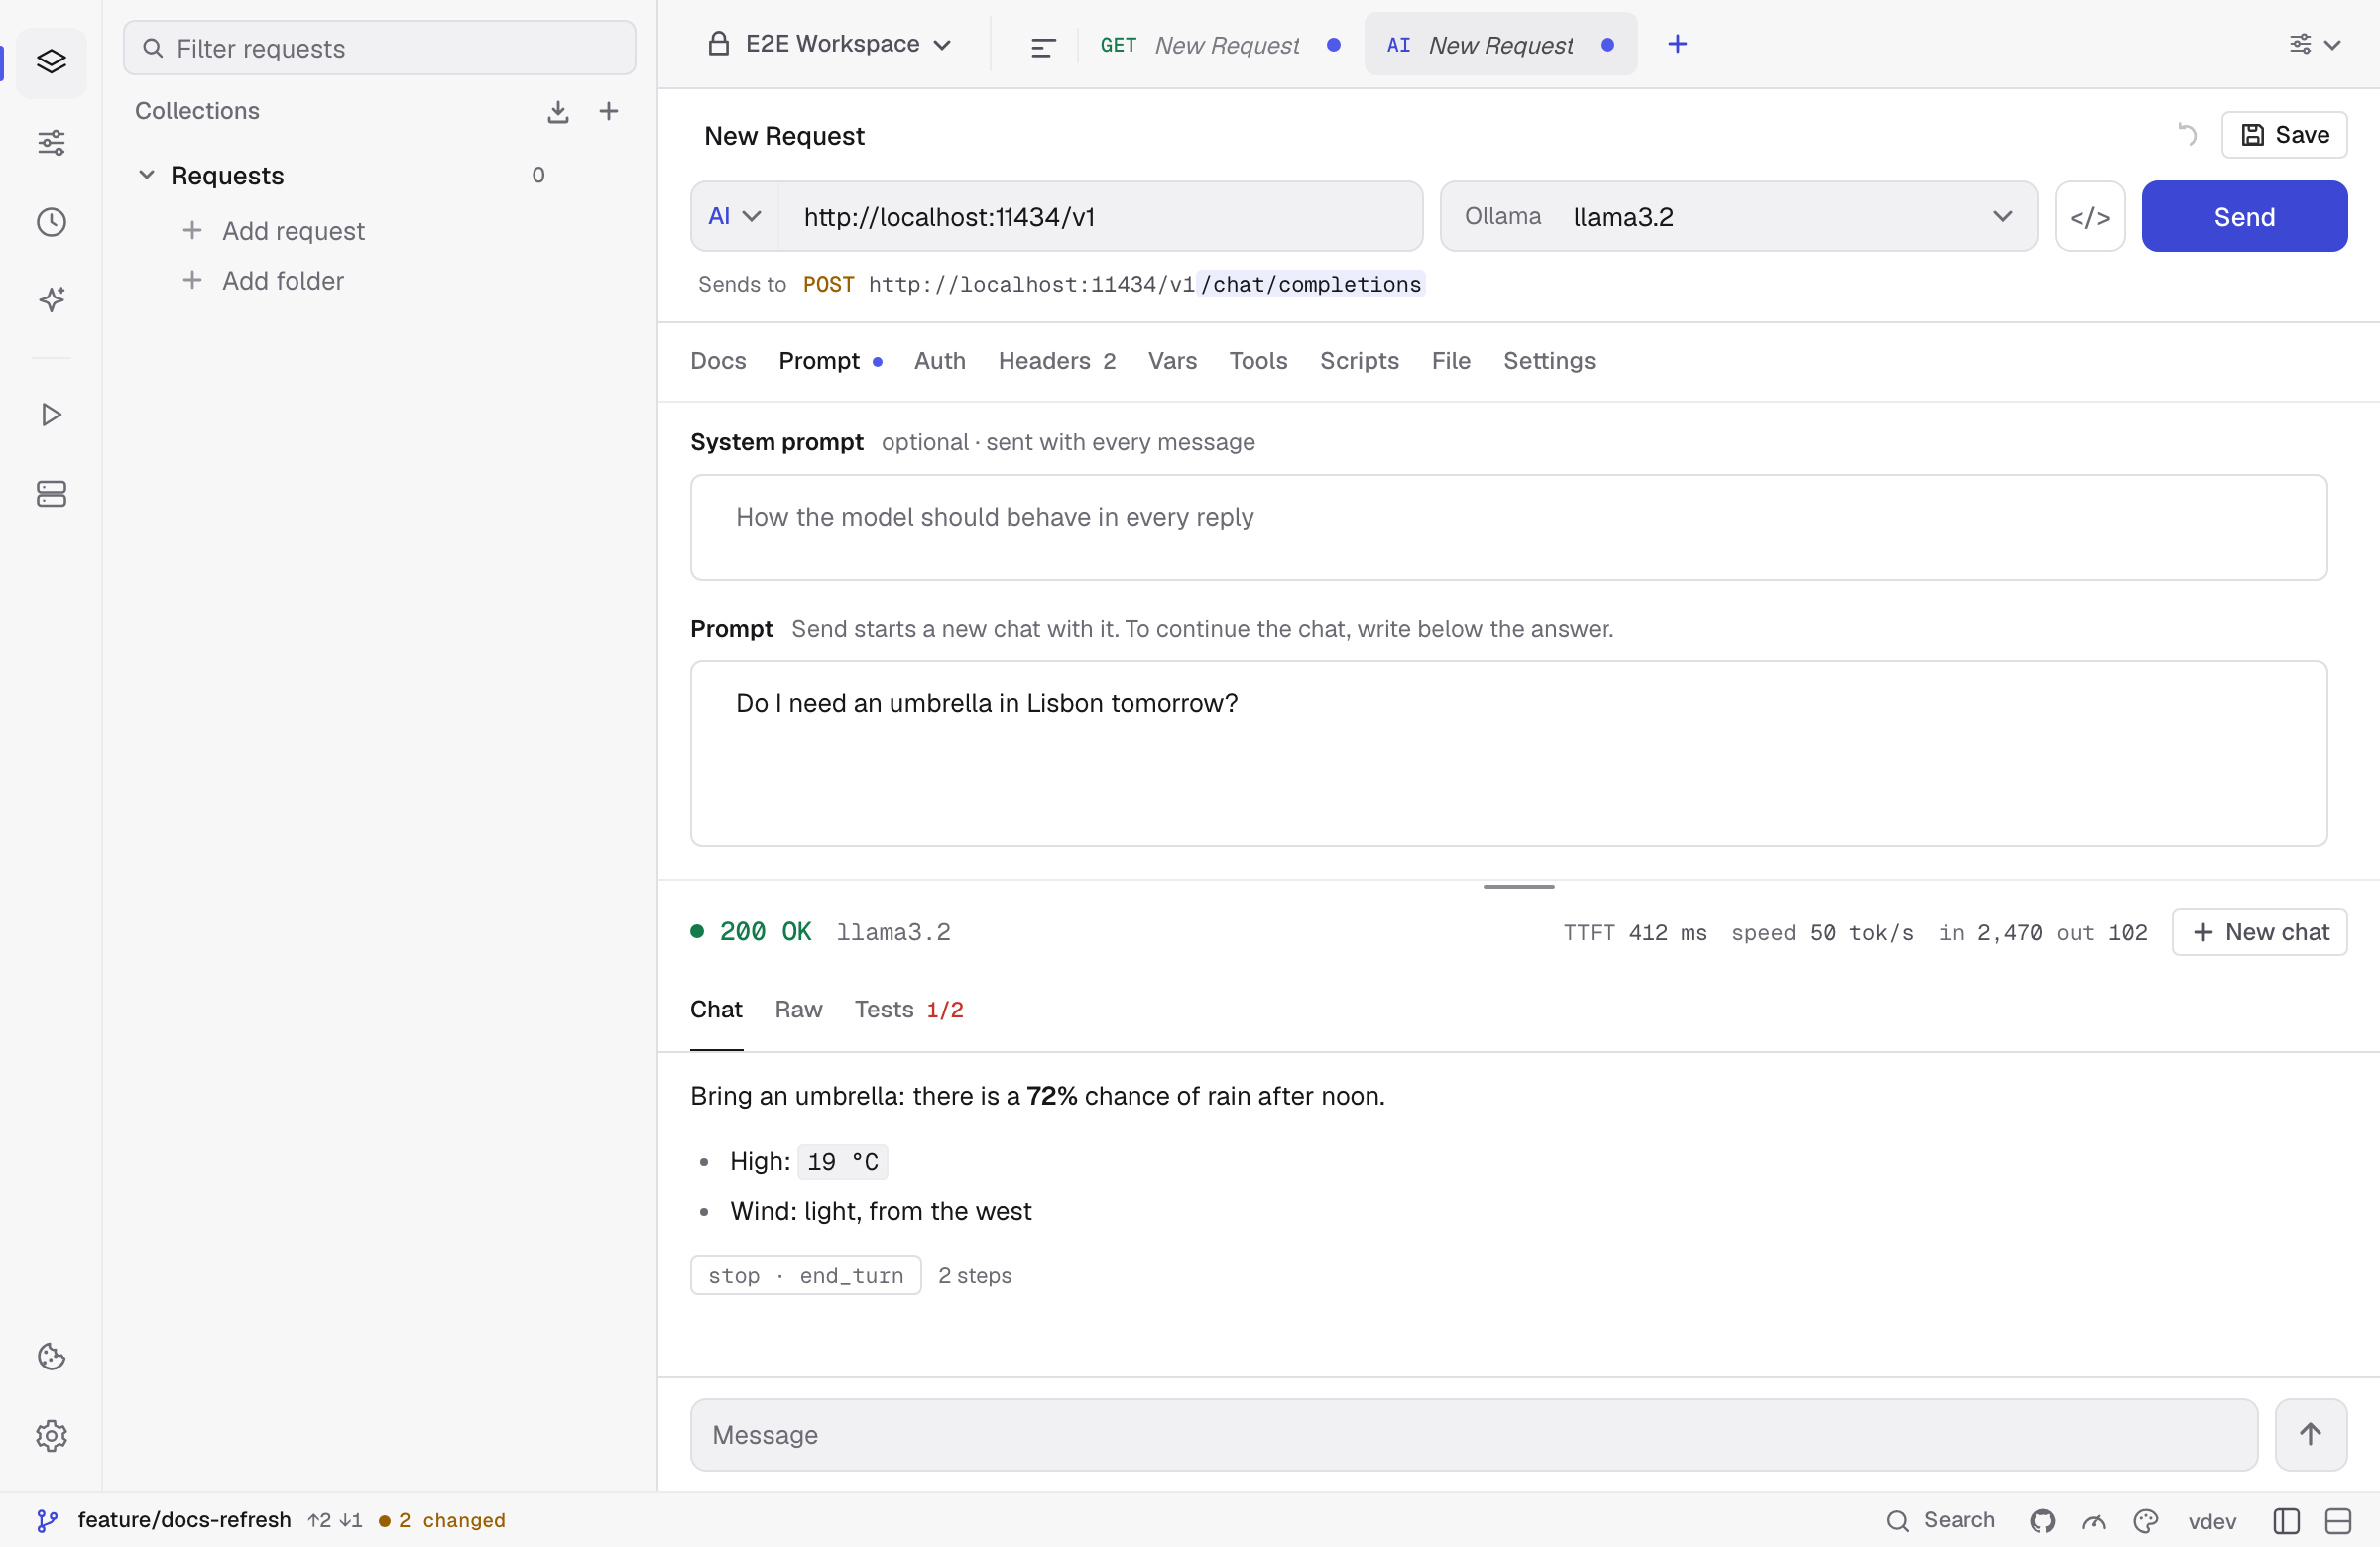 Filter requests
Collections
Requests 0
Add request
Add folder
E2E Workspace
GET New Request
AI New Request
New Request
Save
AI http://localhost:11434/v1
Ollama llama3.2
</>
Send
Sends to POST http://localhost:11434/v1/chat/completions
Docs Prompt Auth Headers 2 Vars Tools Scripts File Settings
System prompt optional · sent with every message
How the model should behave in every reply
Prompt Send starts a new chat with it. To continue the chat, write below the answer.
Do I need an umbrella in Lisbon tomorrow?
200 OK llama3.2
TTFT 412 ms speed 50 tok/s in 2,470 out 102
New chat
Chat Raw Tests 1/2
Bring an umbrella: there is a 72% chance of rain after noon.
• High: 19 °C
• Wind: light, from the west
stop · end_turn 2 steps
Message
feature/docs-refresh ↑2 ↓1 2 changed
Search
vdev